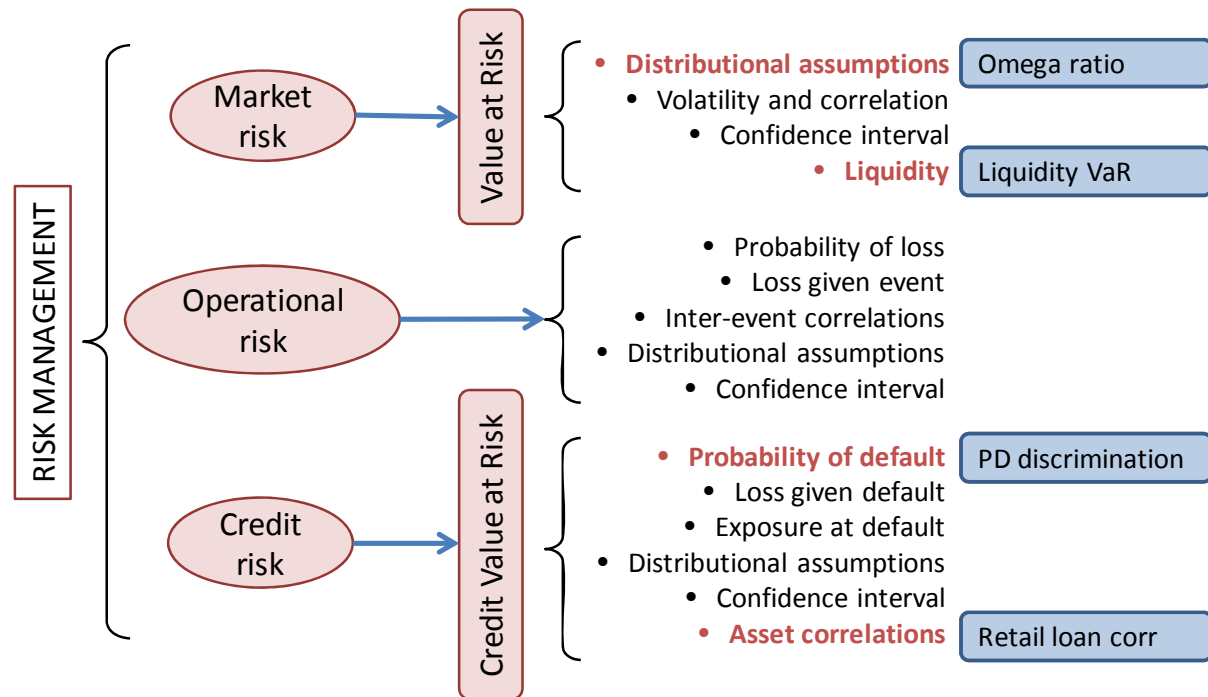 RISK MANAGEMENT
Market
risk
Value at Risk
• Distributional assumptions
Omega ratio
• Volatility and correlation
• Confidence interval
• Liquidity
Liquidity VaR
Operational
risk
• Probability of loss
• Loss given event
• Inter-event correlations
• Distributional assumptions
• Confidence interval
Credit
risk
Credit Value at Risk
• Probability of default
PD discrimination
• Loss given default
• Exposure at default
• Distributional assumptions
• Confidence interval
• Asset correlations
Retail loan corr